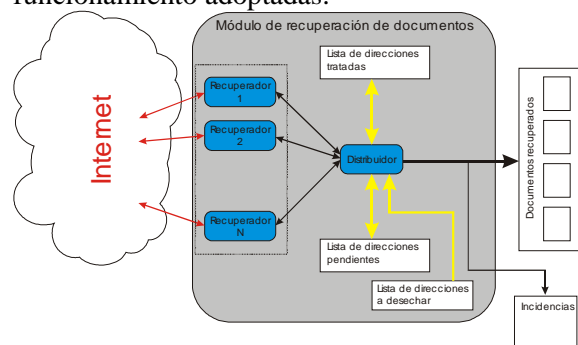 funcionamiento adoptadas.
Módulo de recuperación de documentos
Internet
Recuperador
1
Recuperador
2
Recuperador
N
Lista de direcciones
tratadas
Distribuidor
Lista de direcciones
pendientes
Lista de direcciones
a desechar
Documentos recuperados
Incidencias